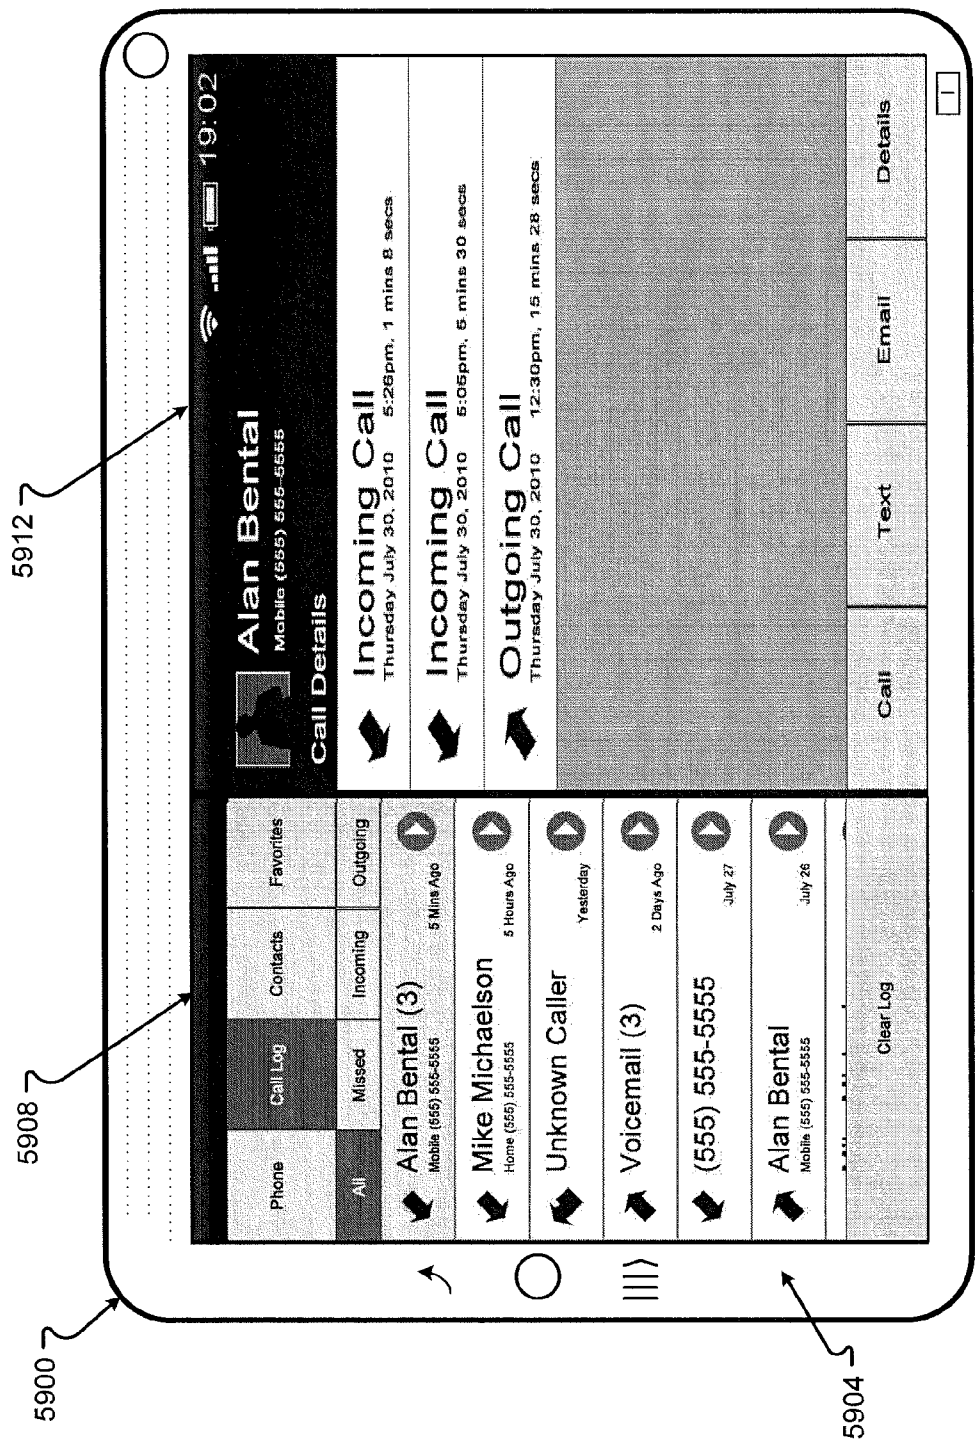 5900
5904
5908
5912
19:02
Phone
Call Log
Contacts
Favorites
All
Missed
Incoming
Outgoing
Alan Bental (3)
Mobile (555) 555-5555
5 Mins Ago
Mike Michaelson
Home (555) 555-5555
5 Hours Ago
Unknown Caller
Yesterday
Voicemail (3)
2 Days Ago
(555) 555-5555
July 27
Alan Bental
Mobile (555) 555-5555
July 26
Clear Log
Alan Bental
Mobile (555) 555-5555
Call Details
Incoming Call
Thursday July 30, 2010 5:26pm, 1 mins 8 secs
Incoming Call
Thursday July 30, 2010 5:05pm, 5 mins 30 secs
Outgoing Call
Thursday July 30, 2010 12:30pm, 15 mins 28 secs
Call
Text
Email
Details